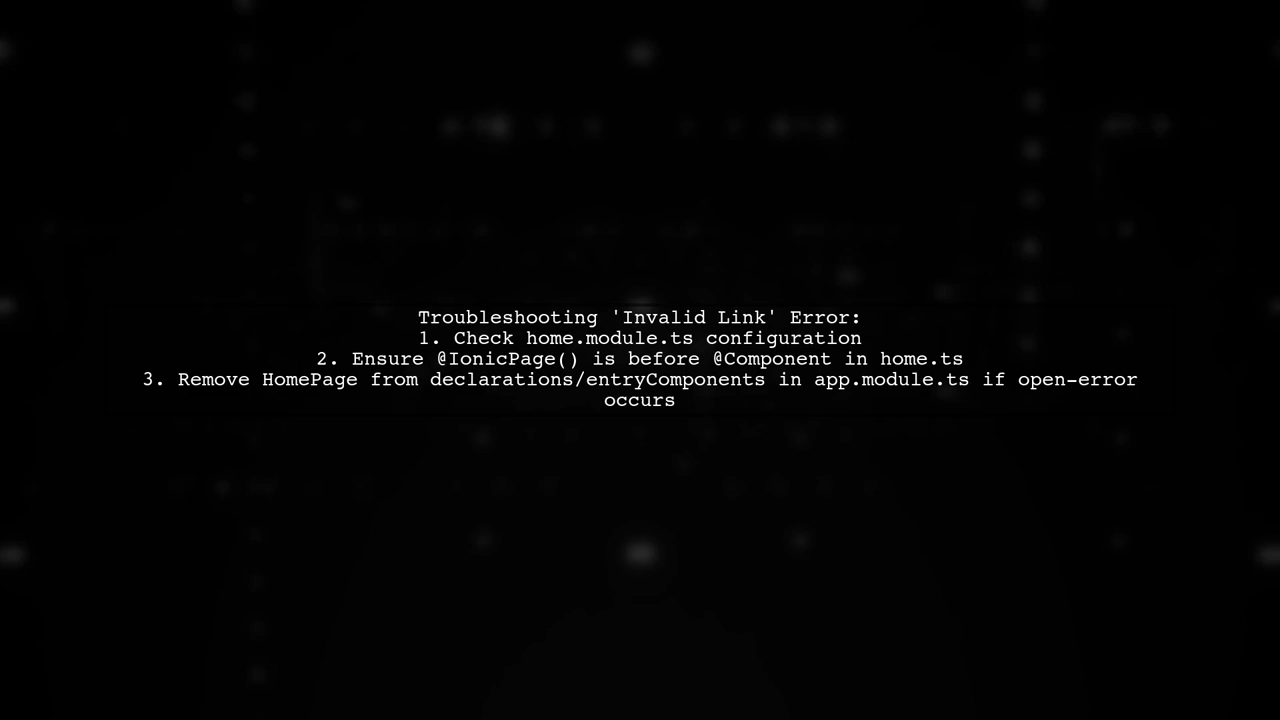 Troubleshooting 'Invalid Link' Error:
1. Check home.module.ts configuration
2. Ensure @IonicPage() is before @Component in home.ts
3. Remove HomePage from declarations/entryComponents in app.module.ts if open-error
occurs